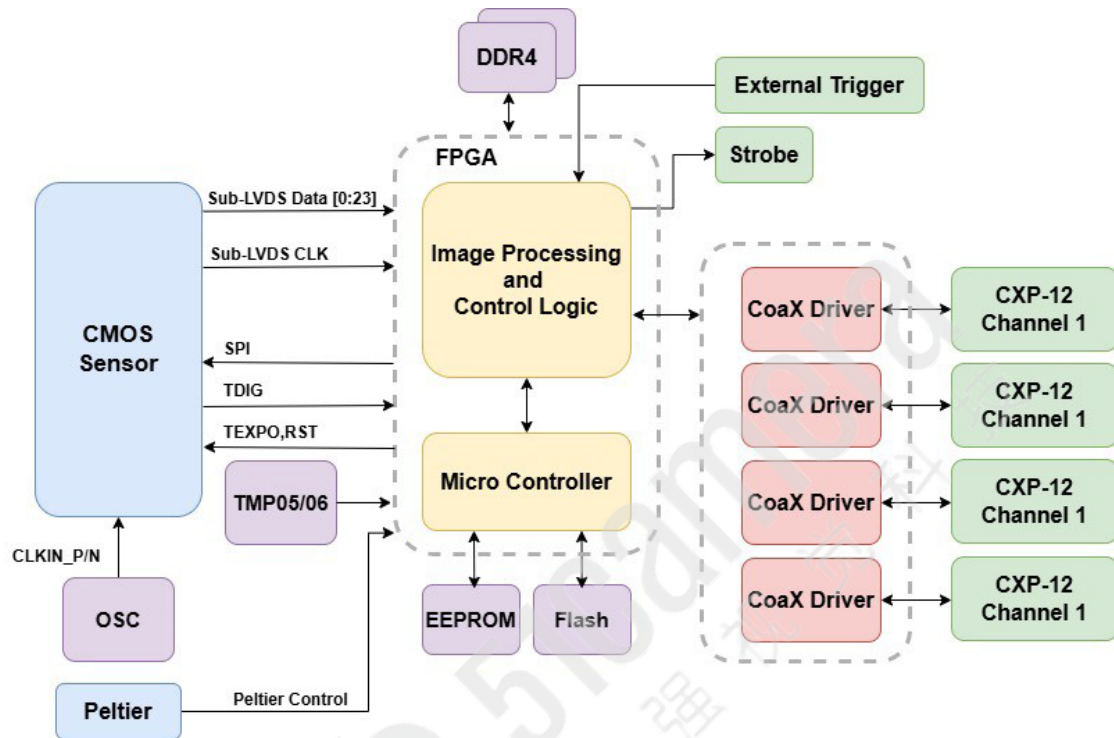 DDR4
External Trigger
Strobe
FPGA
Sub-LVDS Data [0:23]
Sub-LVDS CLK
CMOS
Sensor
SPI
TDIG
TEXPO,RST
Image Processing
and
Control Logic
Micro Controller
TMP05/06
CLKIN_P/N
OSC
EEPROM
Flash
Peltier
Peltier Control
CoaX Driver
CXP-12
Channel 1
CoaX Driver
CXP-12
Channel 1
CoaX Driver
CXP-12
Channel 1
CoaX Driver
CXP-12
Channel 1